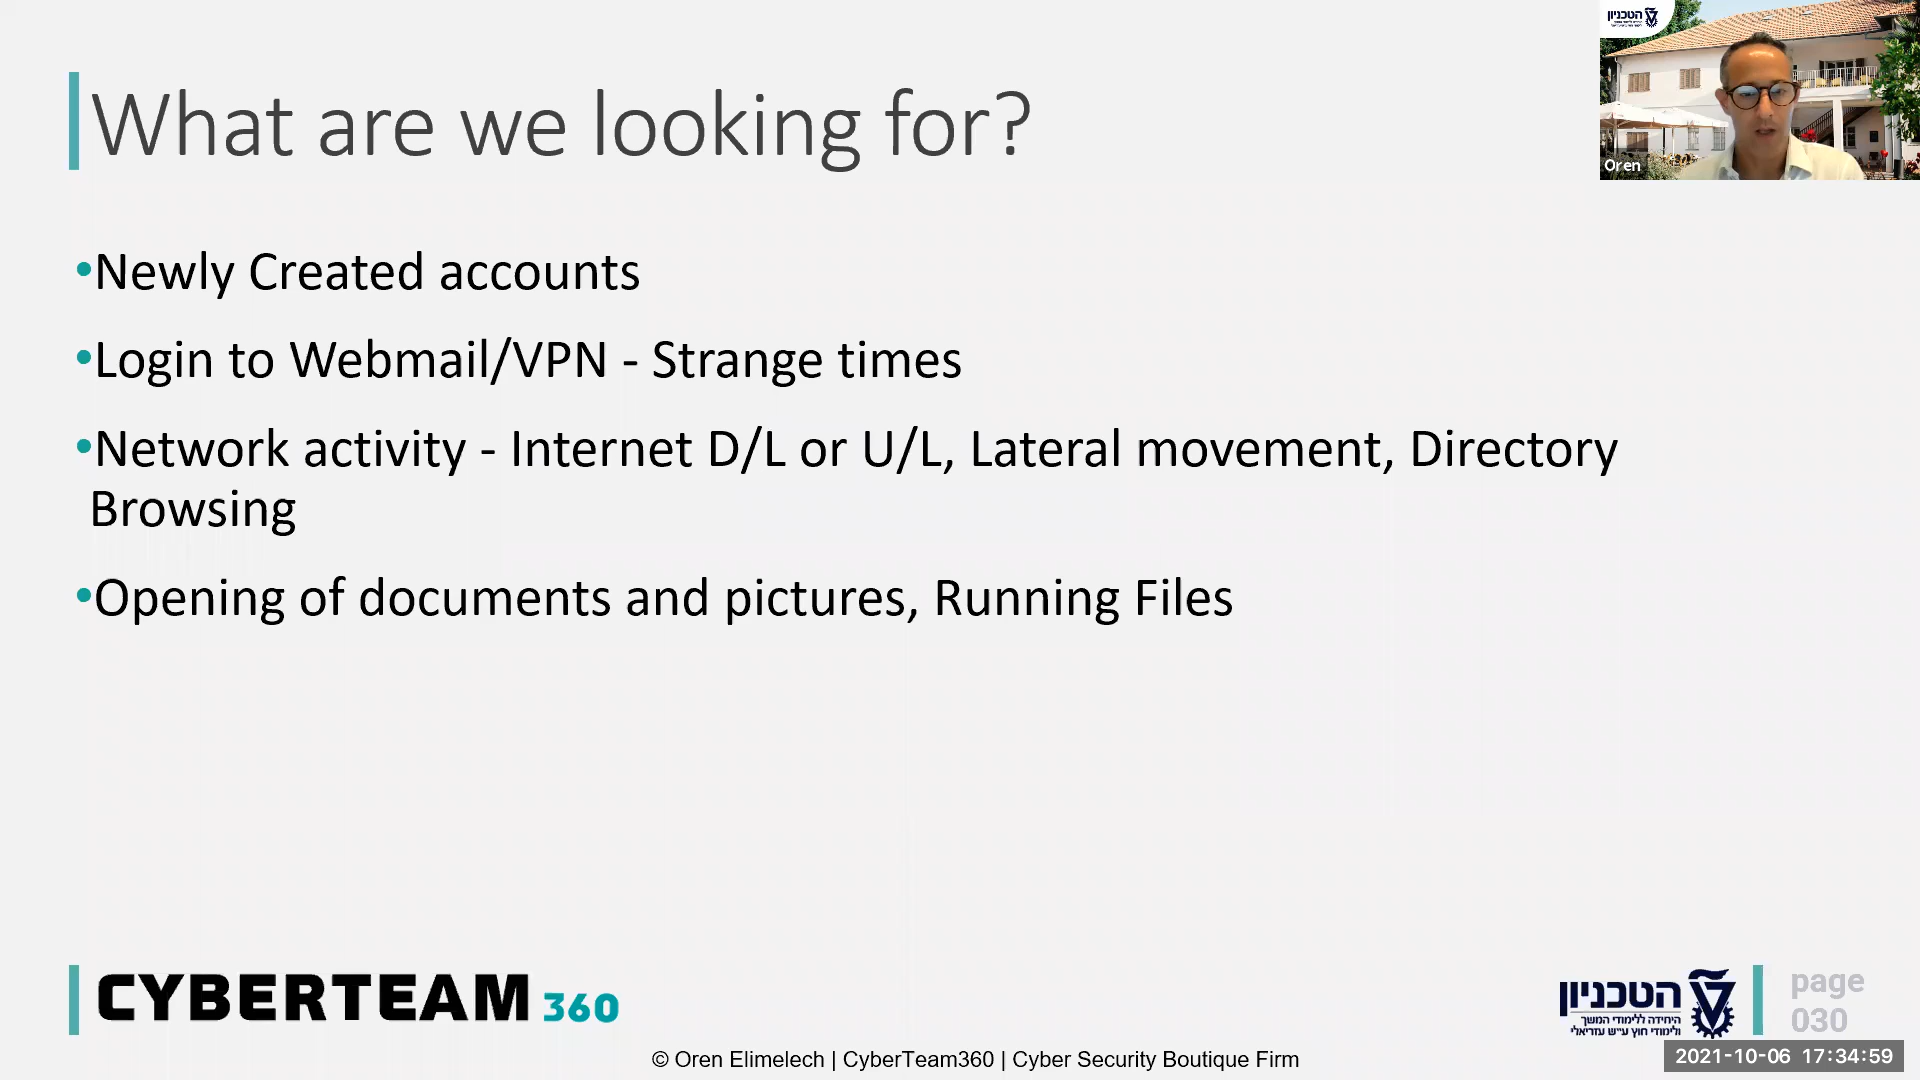 הטכניון
Oren
What are we looking for?
•Newly Created accounts
•Login to Webmail/VPN - Strange times
•Network activity - Internet D/L or U/L, Lateral movement, Directory
Browsing
•Opening of documents and pictures, Running Files
CYBERTEAM 360
הטכניון
היחידה ללימודי המשך
ולימודי חוץ ע״ש עזריאלי
page
030
© Oren Elimelech | CyberTeam360 | Cyber Security Boutique Firm
2021-10-06 17:34:59